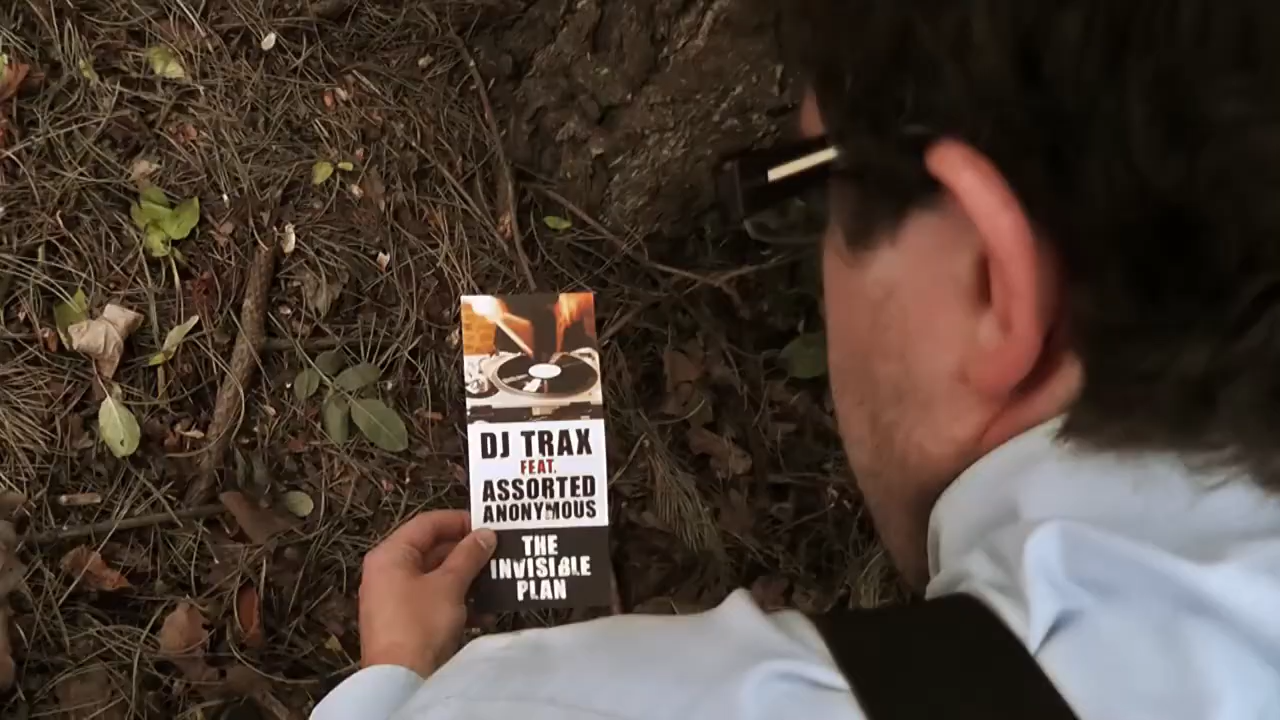 DJ TRAX
FEAT.
ASSORTED
ANONYMOUS
THE
INVISIBLE
PLAN